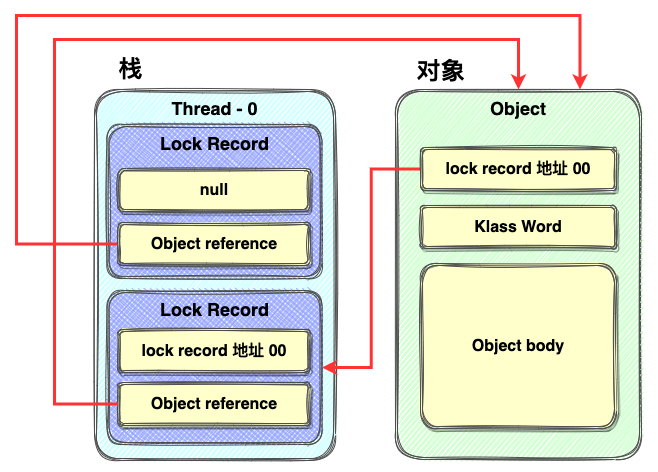 栈
Thread - 0
Lock Record
null
Object reference
Lock Record
lock record 地址 00
Object reference
对象
Object
lock record 地址 00
Klass Word
Object body